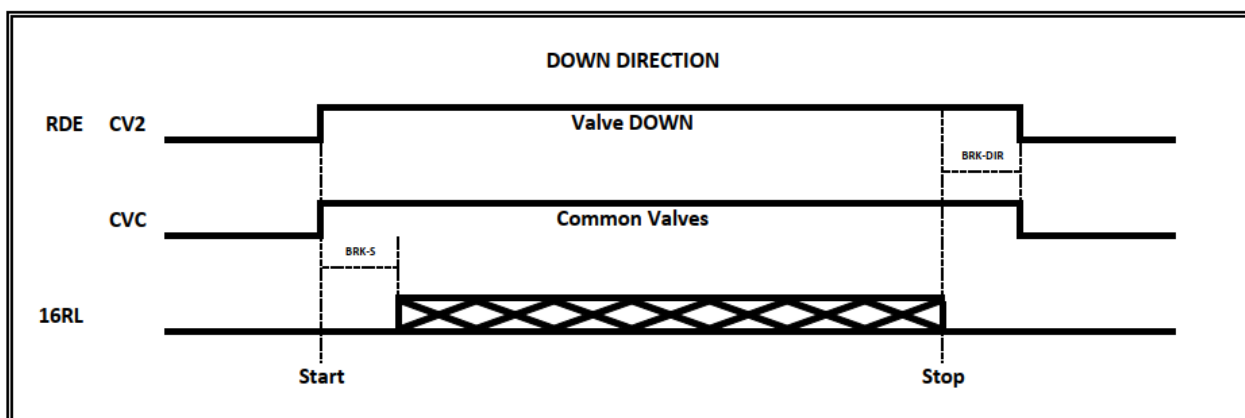 DOWN DIRECTION
RDE CV2
Valve DOWN
BRK-DIR
CVC
Common Valves
BRK-S
16RL
Start
Stop